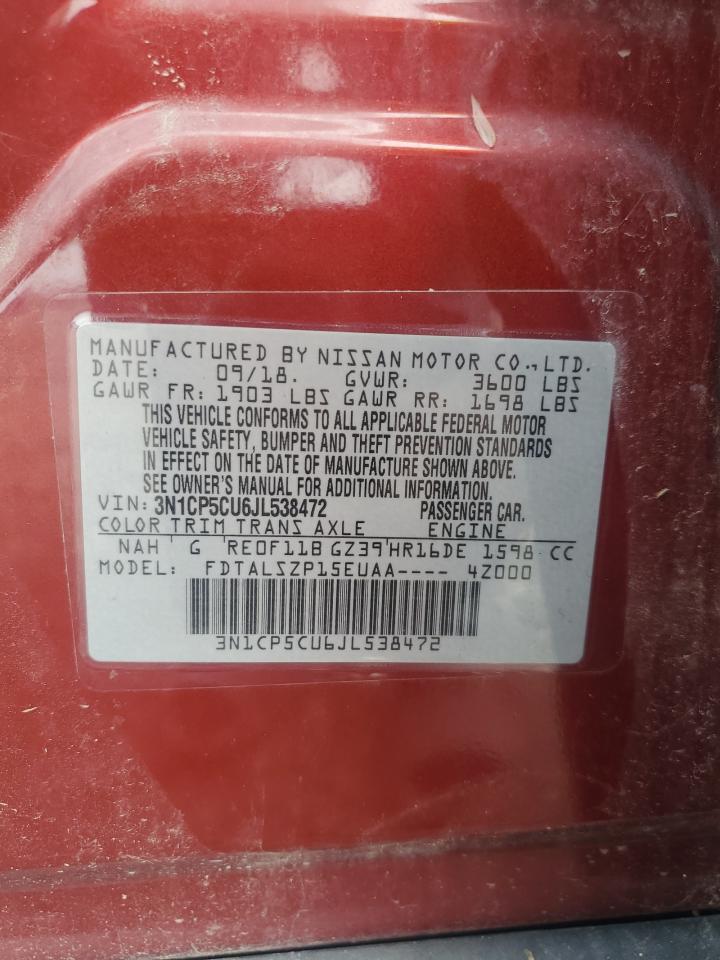 MANUFACTURED BY NISSAN MOTOR CO., LTD.
DATE: 09/18. GVWR: 3600 LBS
GAWR FR: 1903 LBS GAWR RR: 1698 LBS
THIS VEHICLE CONFORMS TO ALL APPLICABLE FEDERAL MOTOR
VEHICLE SAFETY, BUMPER AND THEFT PREVENTION STANDARDS
IN EFFECT ON THE DATE OF MANUFACTURE SHOWN ABOVE.
SEE OWNER'S MANUAL FOR ADDITIONAL INFORMATION.
VIN: 3N1CP5CU6JL538472 PASSENGER CAR.
COLOR TRIM TRANS AXLE ENGINE
NAH G RE0F11B GZ39 HR16DE 1598 CC
MODEL: FDTALSZP15EUAA---- 4Z000
3N1CP5CU6JL538472